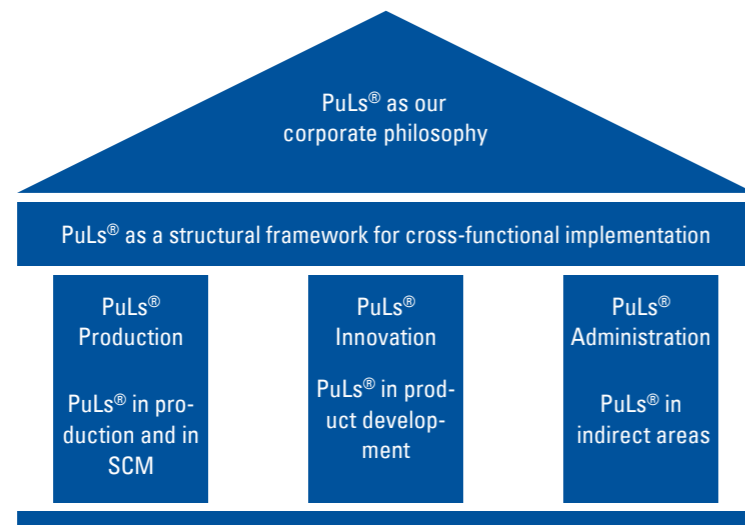 PuLs® as our
corporate philosophy
PuLs® as a structural framework for cross-functional implementation
PuLs®
Production
PuLs® in pro-
duction and in
SCM
PuLs®
Innovation
PuLs® in prod-
uct develop-
ment
PuLs®
Administration
PuLs® in
indirect areas